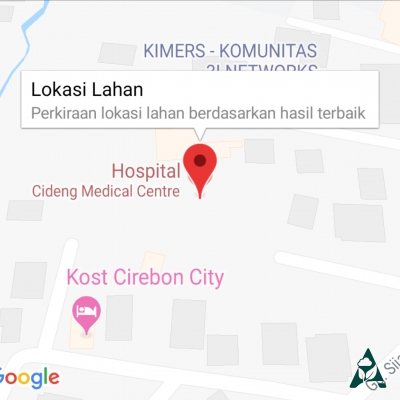 KIMERS - KOMUNITAS
2I NETWORKS
Lokasi Lahan
Perkiraan lokasi lahan berdasarkan hasil terbaik
Hospital
Cideng Medical Centre
Kost Cirebon City
Google